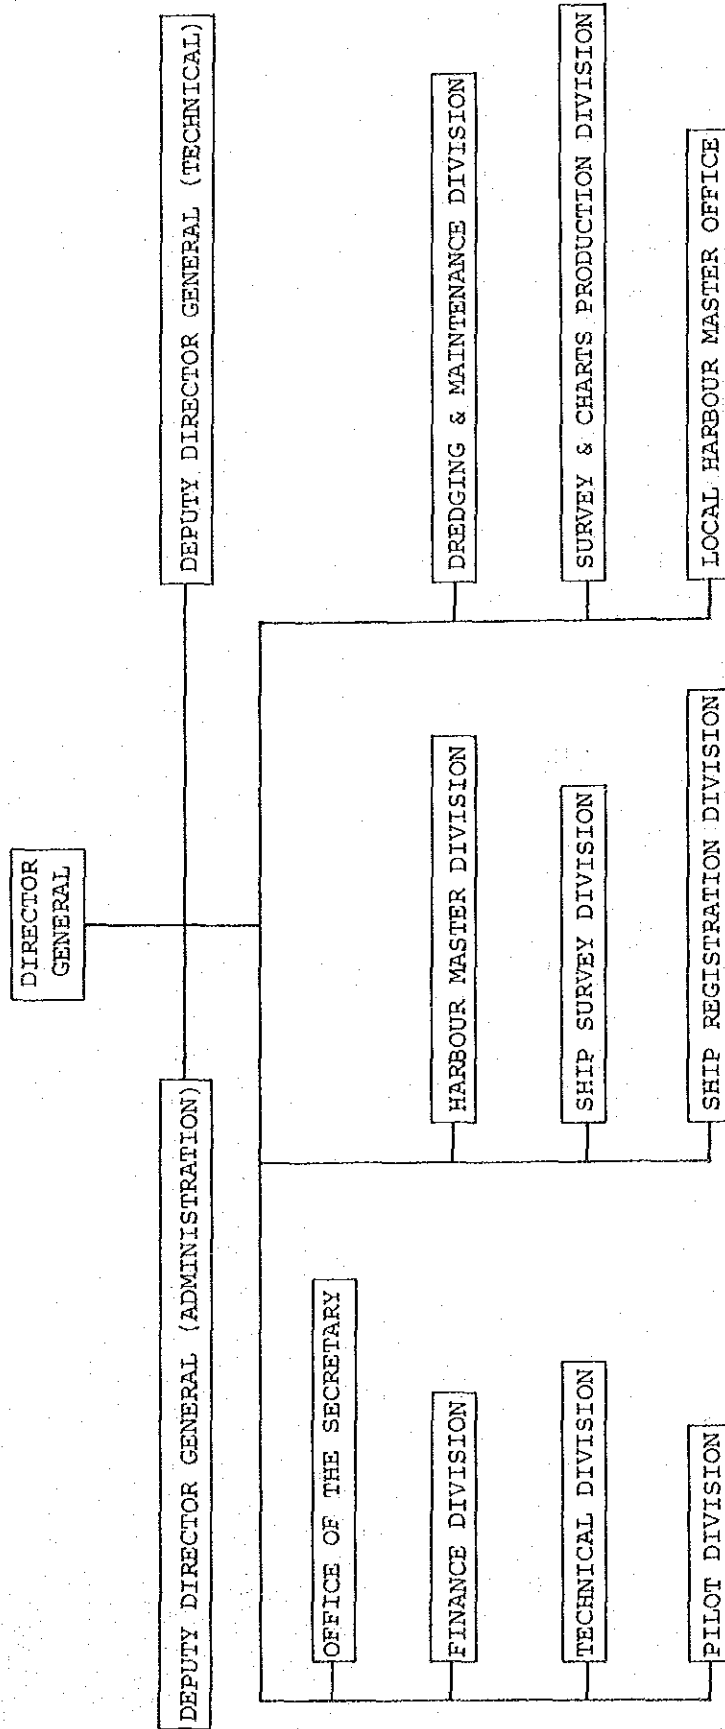 DIRECTOR
GENERAL
DEPUTY DIRECTOR GENERAL (ADMINISTRATION)
DEPUTY DIRECTOR GENERAL (TECHNICAL)
OFFICE OF THE SECRETARY
FINANCE DIVISION
TECHNICAL DIVISION
PILOT DIVISION
HARBOUR MASTER DIVISION
SHIP SURVEY DIVISION
SHIP REGISTRATION DIVISION
DREDGING & MAINTENANCE DIVISION
SURVEY & CHARTS PRODUCTION DIVISION
LOCAL HARBOUR MASTER OFFICE